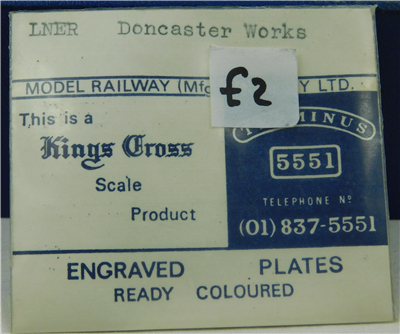 LNER Doncaster Works
£2
MODEL RAILWAY (Mfg Y LTD.
This is a
Kings Cross
Scale
Product
MINUS
5551
TELEPHONE Nº
(01) 837-5551
ENGRAVED PLATES
READY COLOURED